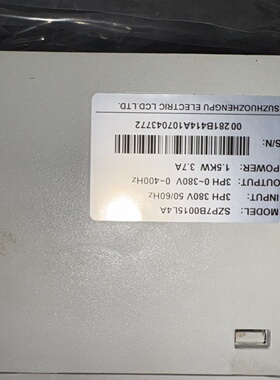 MODEL: SZP7B0015L4A
INPUT: 3PH 380V 50/60Hz
OUTPUT: 3PH 0~380V 0~400Hz
POWER: 1.5KW 3.7A
S/N:
00281B414A107043772
SUZHUOZHENGPU ELECTRIC LCD.LTD.